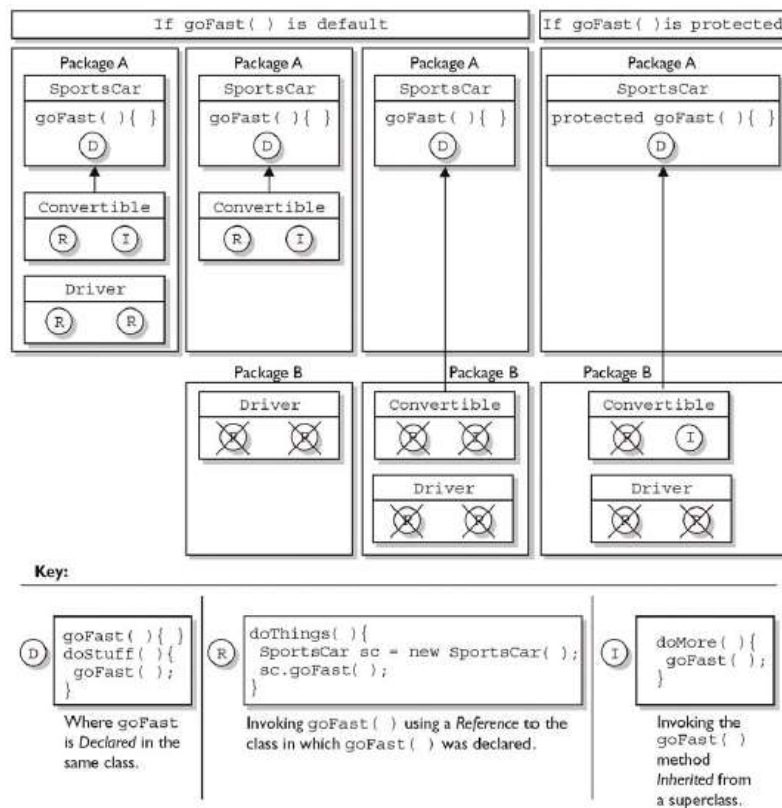 If goFast( ) is default
If goFast( )is protected
Package A
SportsCar
goFast( ){ }
D
Convertible
R I
Driver
R R
Package A
SportsCar
goFast( ){ }
D
Convertible
R I
Package B
Driver
Package A
SportsCar
goFast( ){ }
D
Package B
Convertible
Driver
Package A
SportsCar
protected goFast( ){ }
D
Package B
Convertible
I
Driver
Key:
D
goFast( ){ }
doStuff( ){
goFast( );
}
Where goFast
is Declared in the
same class.
R
doThings( ){
SportsCar sc = new SportsCar( );
sc.goFast( );
}
Invoking goFast( ) using a Reference to the
class in which goFast( ) was declared.
I
doMore( ){
goFast( );
}
Invoking the
goFast( )
method
Inherited from
a superclass.